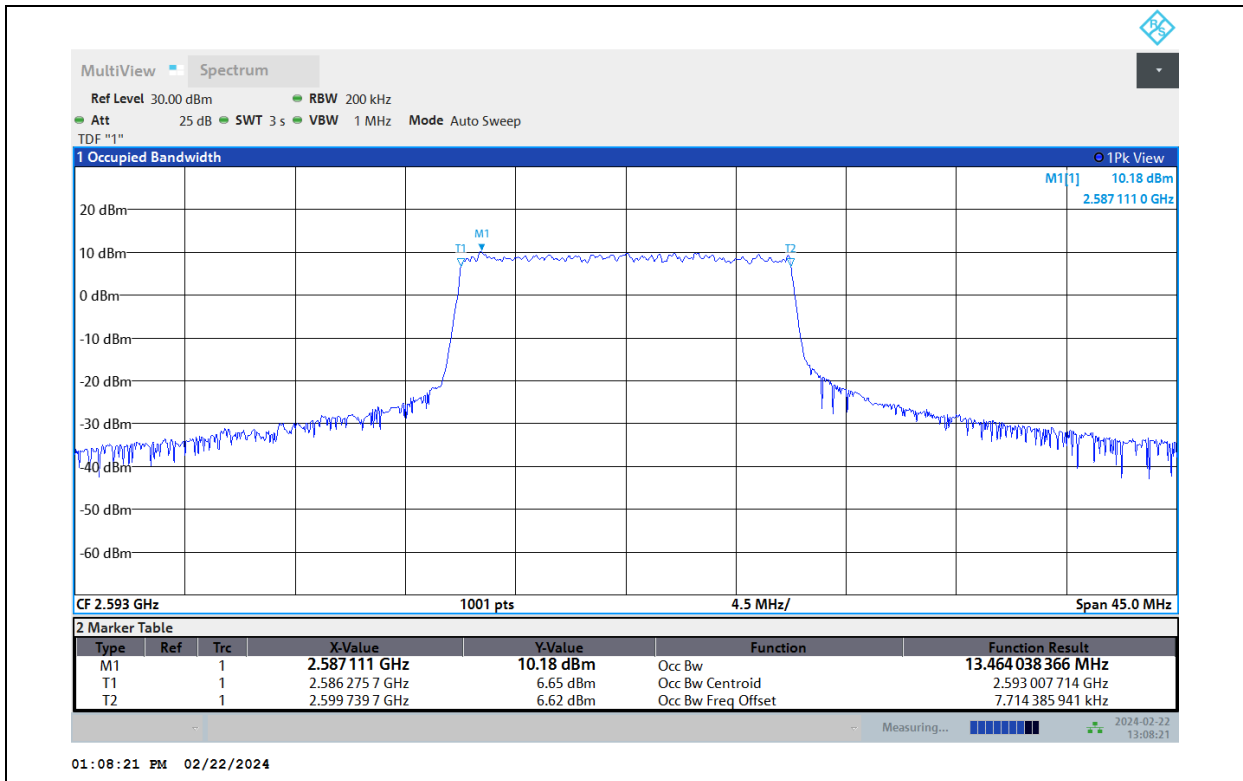 R&S
MultiView Spectrum
Ref Level 30.00 dBm RBW 200 kHz
Att 25 dB SWT 3 s VBW 1 MHz Mode Auto Sweep
TDF "1"
1 Occupied Bandwidth 1Pk View
M1[1] 10.18 dBm
2.587 111 0 GHz
20 dBm
M1
T1 T2
10 dBm
0 dBm
-10 dBm
-20 dBm
-30 dBm
-40 dBm
-50 dBm
-60 dBm
CF 2.593 GHz 1001 pts 4.5 MHz/ Span 45.0 MHz
2 Marker Table
Type Ref Trc X-Value Y-Value Function Function Result
M1 1 2.587 111 GHz 10.18 dBm Occ Bw 13.464 038 366 MHz
T1 1 2.586 275 7 GHz 6.65 dBm Occ Bw Centroid 2.593 007 714 GHz
T2 1 2.599 739 7 GHz 6.62 dBm Occ Bw Freq Offset 7.714 385 941 kHz
Measuring... 2024-02-22
13:08:21
01:08:21 PM 02/22/2024